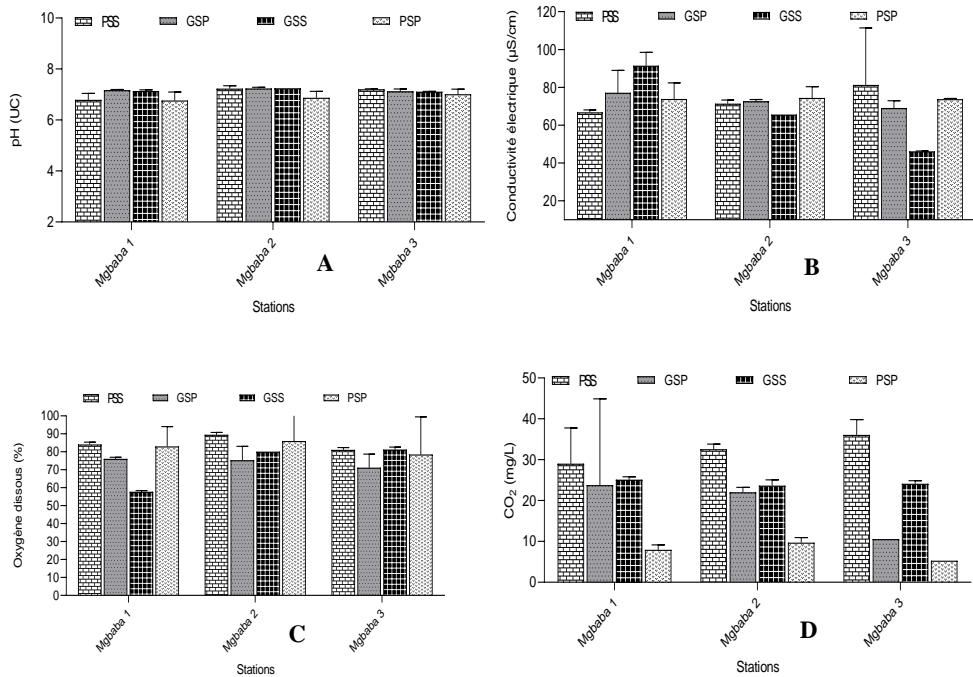 PSS GSP GSS PSP
10
8
6
4
2
pH (UC)
Mgbaba 1 Mgbaba 2 Mgbaba 3
A
Stations
PSS GSP GSS PSP
120
100
80
60
40
20
Conductivité électrique (µS/cm)
Mgbaba 1 Mgbaba 2 Mgbaba 3
B
Stations
PSS GSP GSS PSP
100
90
80
70
60
50
40
30
20
10
0
Oxygène dissous (%)
Mgbaba 1 Mgbaba 2 Mgbaba 3
C
Stations
PSS GSP GSS PSP
50
40
30
20
10
0
CO₂ (mg/L)
Mgbaba 1 Mgbaba 2 Mgbaba 3
D
Stations